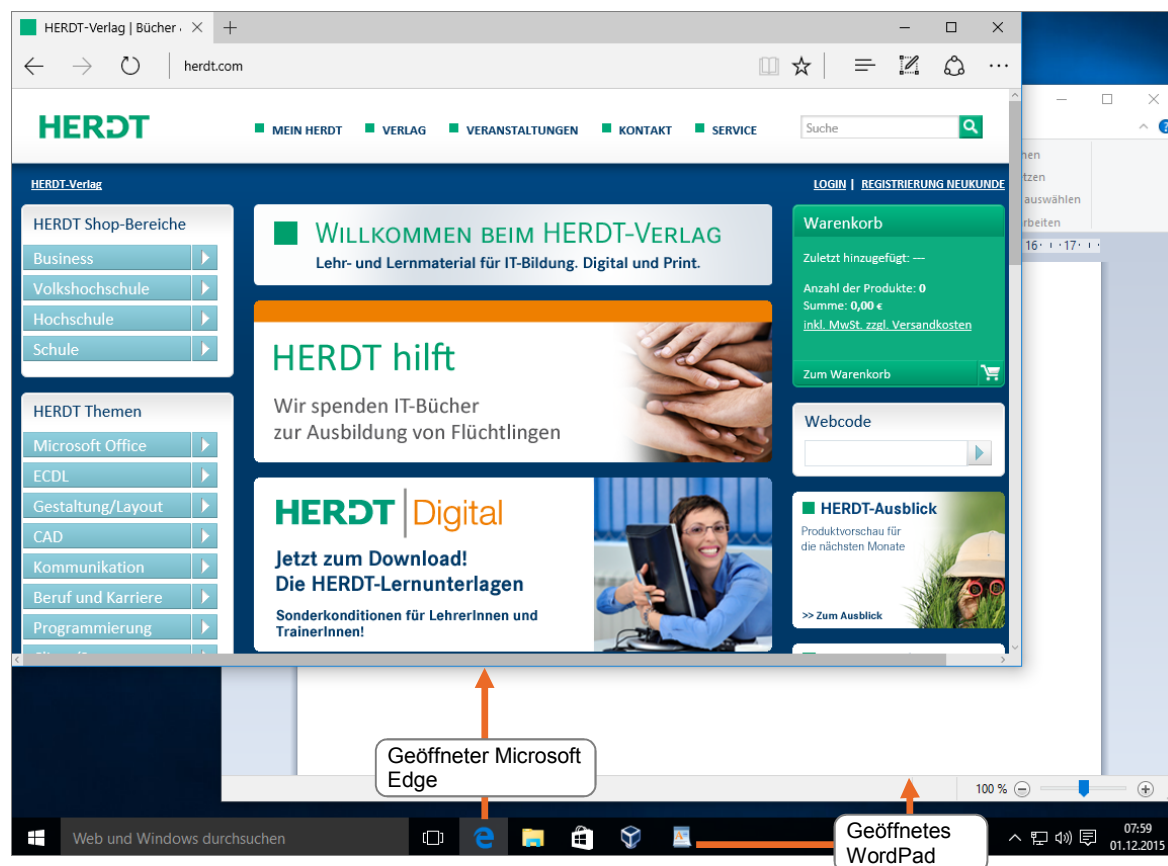 HERDT-Verlag | Bücher
herdt.com
HERDT
MEIN HERDT VERLAG VERANSTALTUNGEN KONTAKT SERVICE
Suche
HERDT-Verlag
LOGIN | REGISTRIERUNG NEUKUNDE
HERDT Shop-Bereiche
Business
Volkshochschule
Hochschule
Schule
HERDT Themen
Microsoft Office
ECDL
Gestaltung/Layout
CAD
Kommunikation
Beruf und Karriere
Programmierung
WILLKOMMEN BEIM HERDT-VERLAG
Lehr- und Lernmaterial für IT-Bildung. Digital und Print.
HERDT hilft
Wir spenden IT-Bücher
zur Ausbildung von Flüchtlingen
HERDT | Digital
Jetzt zum Download!
Die HERDT-Lernunterlagen
Sonderkonditionen für LehrerInnen und
TrainerInnen!
Warenkorb
Zuletzt hinzugefügt: ---
Anzahl der Produkte: 0
Summe: 0,00 €
inkl. MwSt. zzgl. Versandkosten
Zum Warenkorb
Webcode
HERDT-Ausblick
Produktvorschau für
die nächsten Monate
>> Zum Ausblick
hen
tzen
auswählen
rbeiten
16 · ı · 17 · ı ·
Geöffneter Microsoft
Edge
100 %
Web und Windows durchsuchen
Geöffnetes
WordPad
07:59
01.12.2015